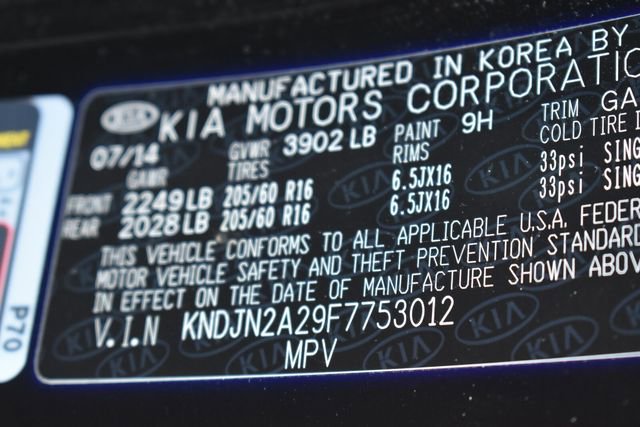 MANUFACTURED IN KOREA BY
KIA KIA MOTORS CORPORATIO
07/14 GVWR 3902 LB PAINT 9H TRIM GA
GAWR TIRES RIMS COLD TIRE I
FRONT 2249 LB 205/60 R16 6.5JX16 33psi SING
REAR 2028 LB 205/60 R16 6.5JX16 33psi SING
THIS VEHICLE CONFORMS TO ALL APPLICABLE U.S.A. FEDER
MOTOR VEHICLE SAFETY AND THEFT PREVENTION STANDARD
IN EFFECT ON THE DATE OF MANUFACTURE SHOWN ABOV
V.I.N KNDJN2A29F7753012
MPV
P70